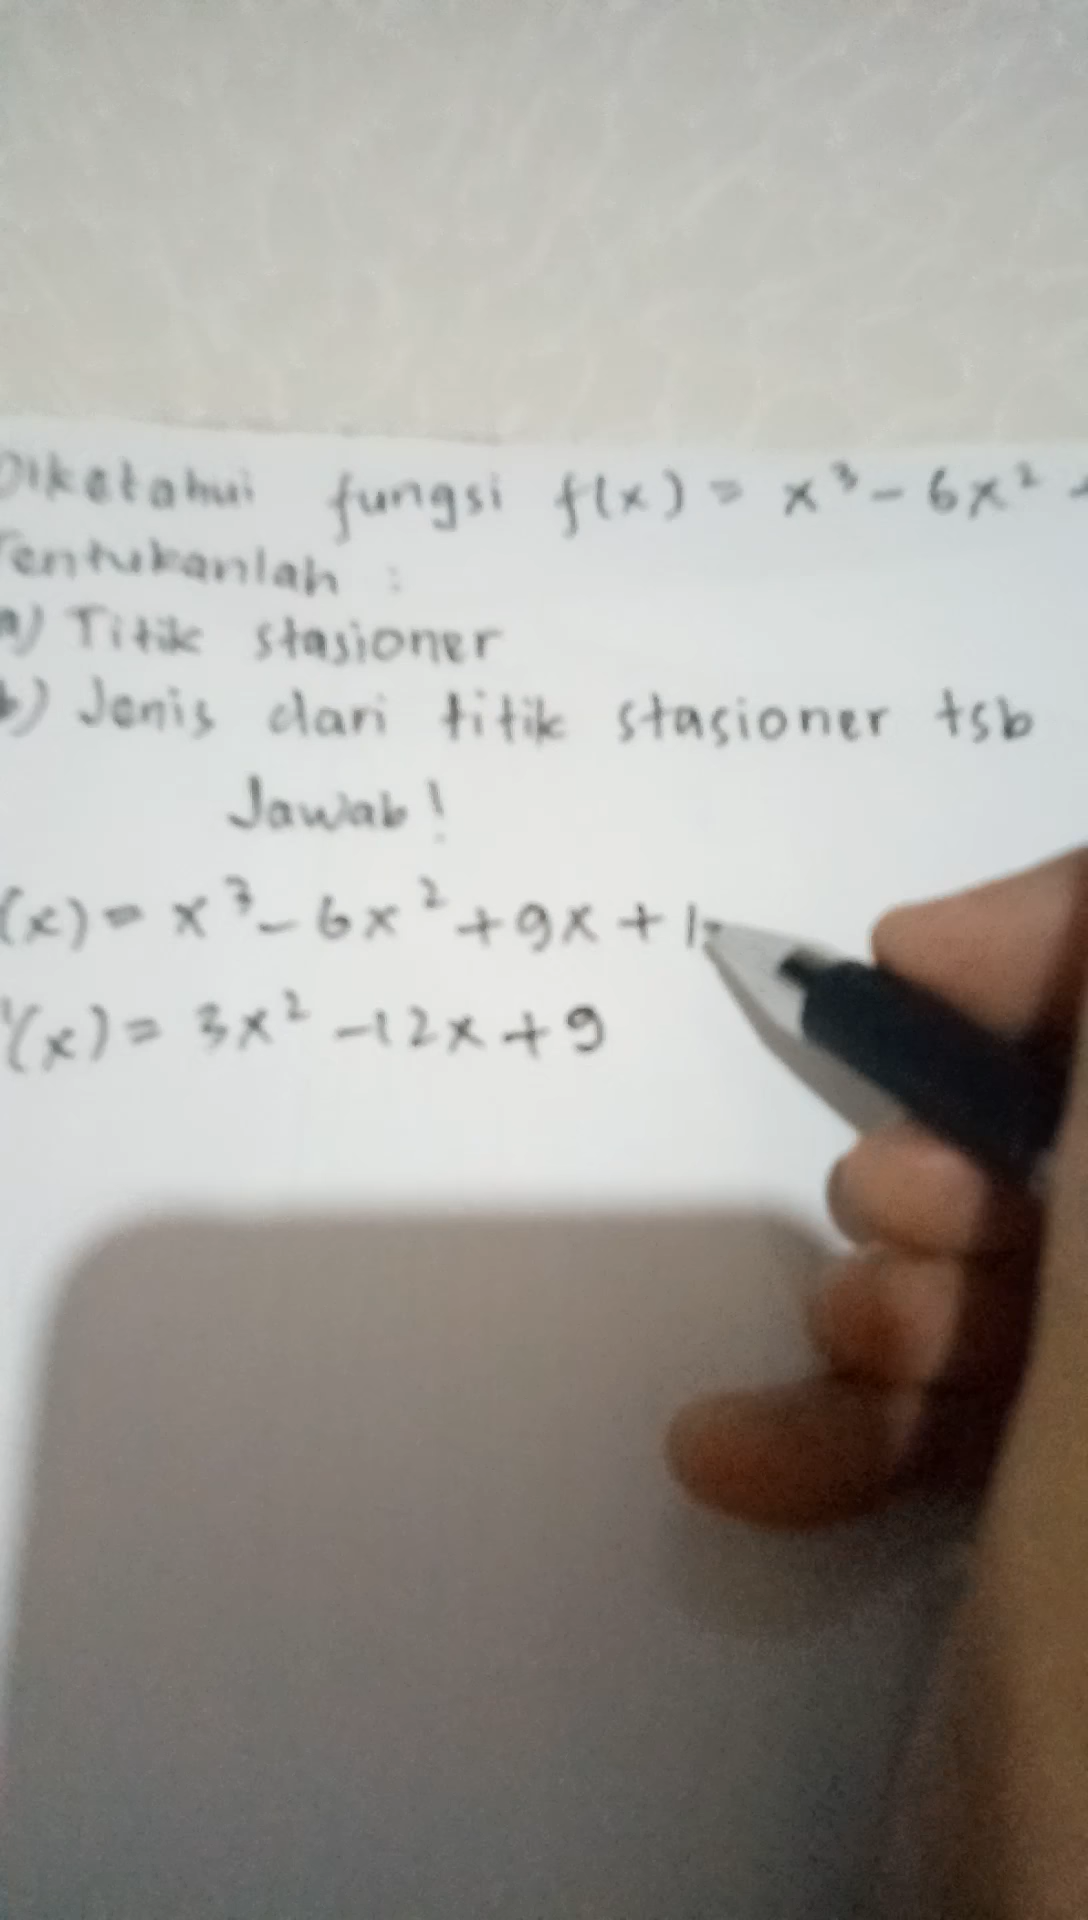 Diketahui fungsi f(x) = x³ - 6x²
Tentukanlah :
a) Titik stasioner
b) Jenis dari titik stasioner tsb
Jawab !
(x) = x³ - 6x² + 9x + 1
'(x) = 3x² - 12x + 9